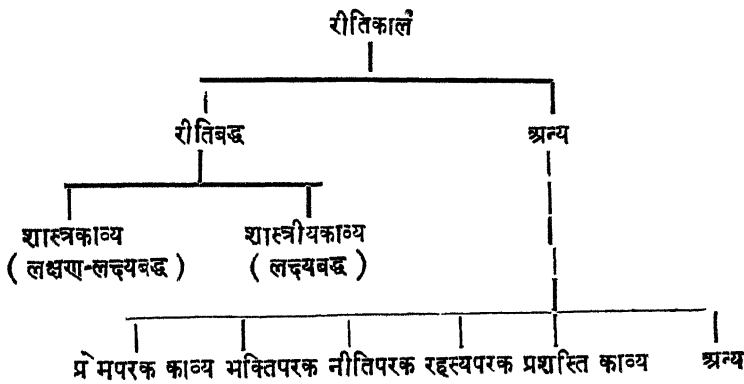 रीतिकाल
रीतिबद्ध अन्य
शास्त्रकाव्य शास्त्रीयकाव्य
( लक्षण-लक्ष्यबद्ध ) ( लक्ष्यबद्ध )
प्रेमपरक काव्य भक्तिपरक नीतिपरक रहस्यपरक प्रशस्ति काव्य अन्य